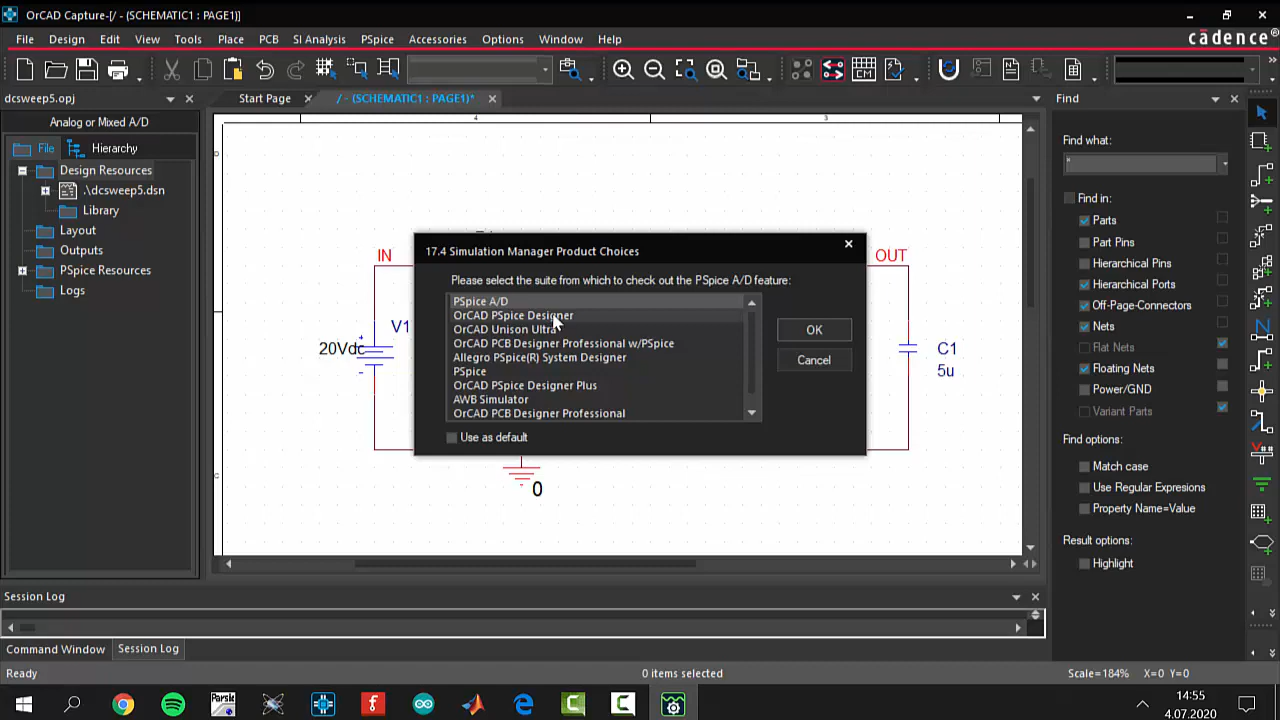 OrCAD Capture-[/ - (SCHEMATIC1 : PAGE1)]
File Design Edit View Tools Place PCB SI Analysis PSpice Accessories Options Window Help
cādence®
CM
dcsweep5.opj
Start Page
/ - (SCHEMATIC1 : PAGE1)*
Find
Analog or Mixed A/D
File
Hierarchy
Design Resources
.\dcsweep5.dsn
Library
Layout
Outputs
PSpice Resources
Logs
4
3
IN
OUT
V1
20Vdc
+
-
C1
5u
0
17.4 Simulation Manager Product Choices
Please select the suite from which to check out the PSpice A/D feature:
PSpice A/D
OrCAD PSpice Designer
OrCAD Unison Ultra
OrCAD PCB Designer Professional w/PSpice
Allegro PSpice(R) System Designer
PSpice
OrCAD PSpice Designer Plus
AWB Simulator
OrCAD PCB Designer Professional
Use as default
OK
Cancel
Find what:
*
Find in:
Parts
Part Pins
Hierarchical Pins
Hierarchical Ports
Off-Page-Connectors
Nets
Flat Nets
Floating Nets
Power/GND
Variant Parts
Find options:
Match case
Use Regular Expresions
Property Name=Value
Result options:
Highlight
Session Log
Command Window
Session Log
Ready
0 items selected
Scale=184% X=0 Y=0
14:55
4.07.2020